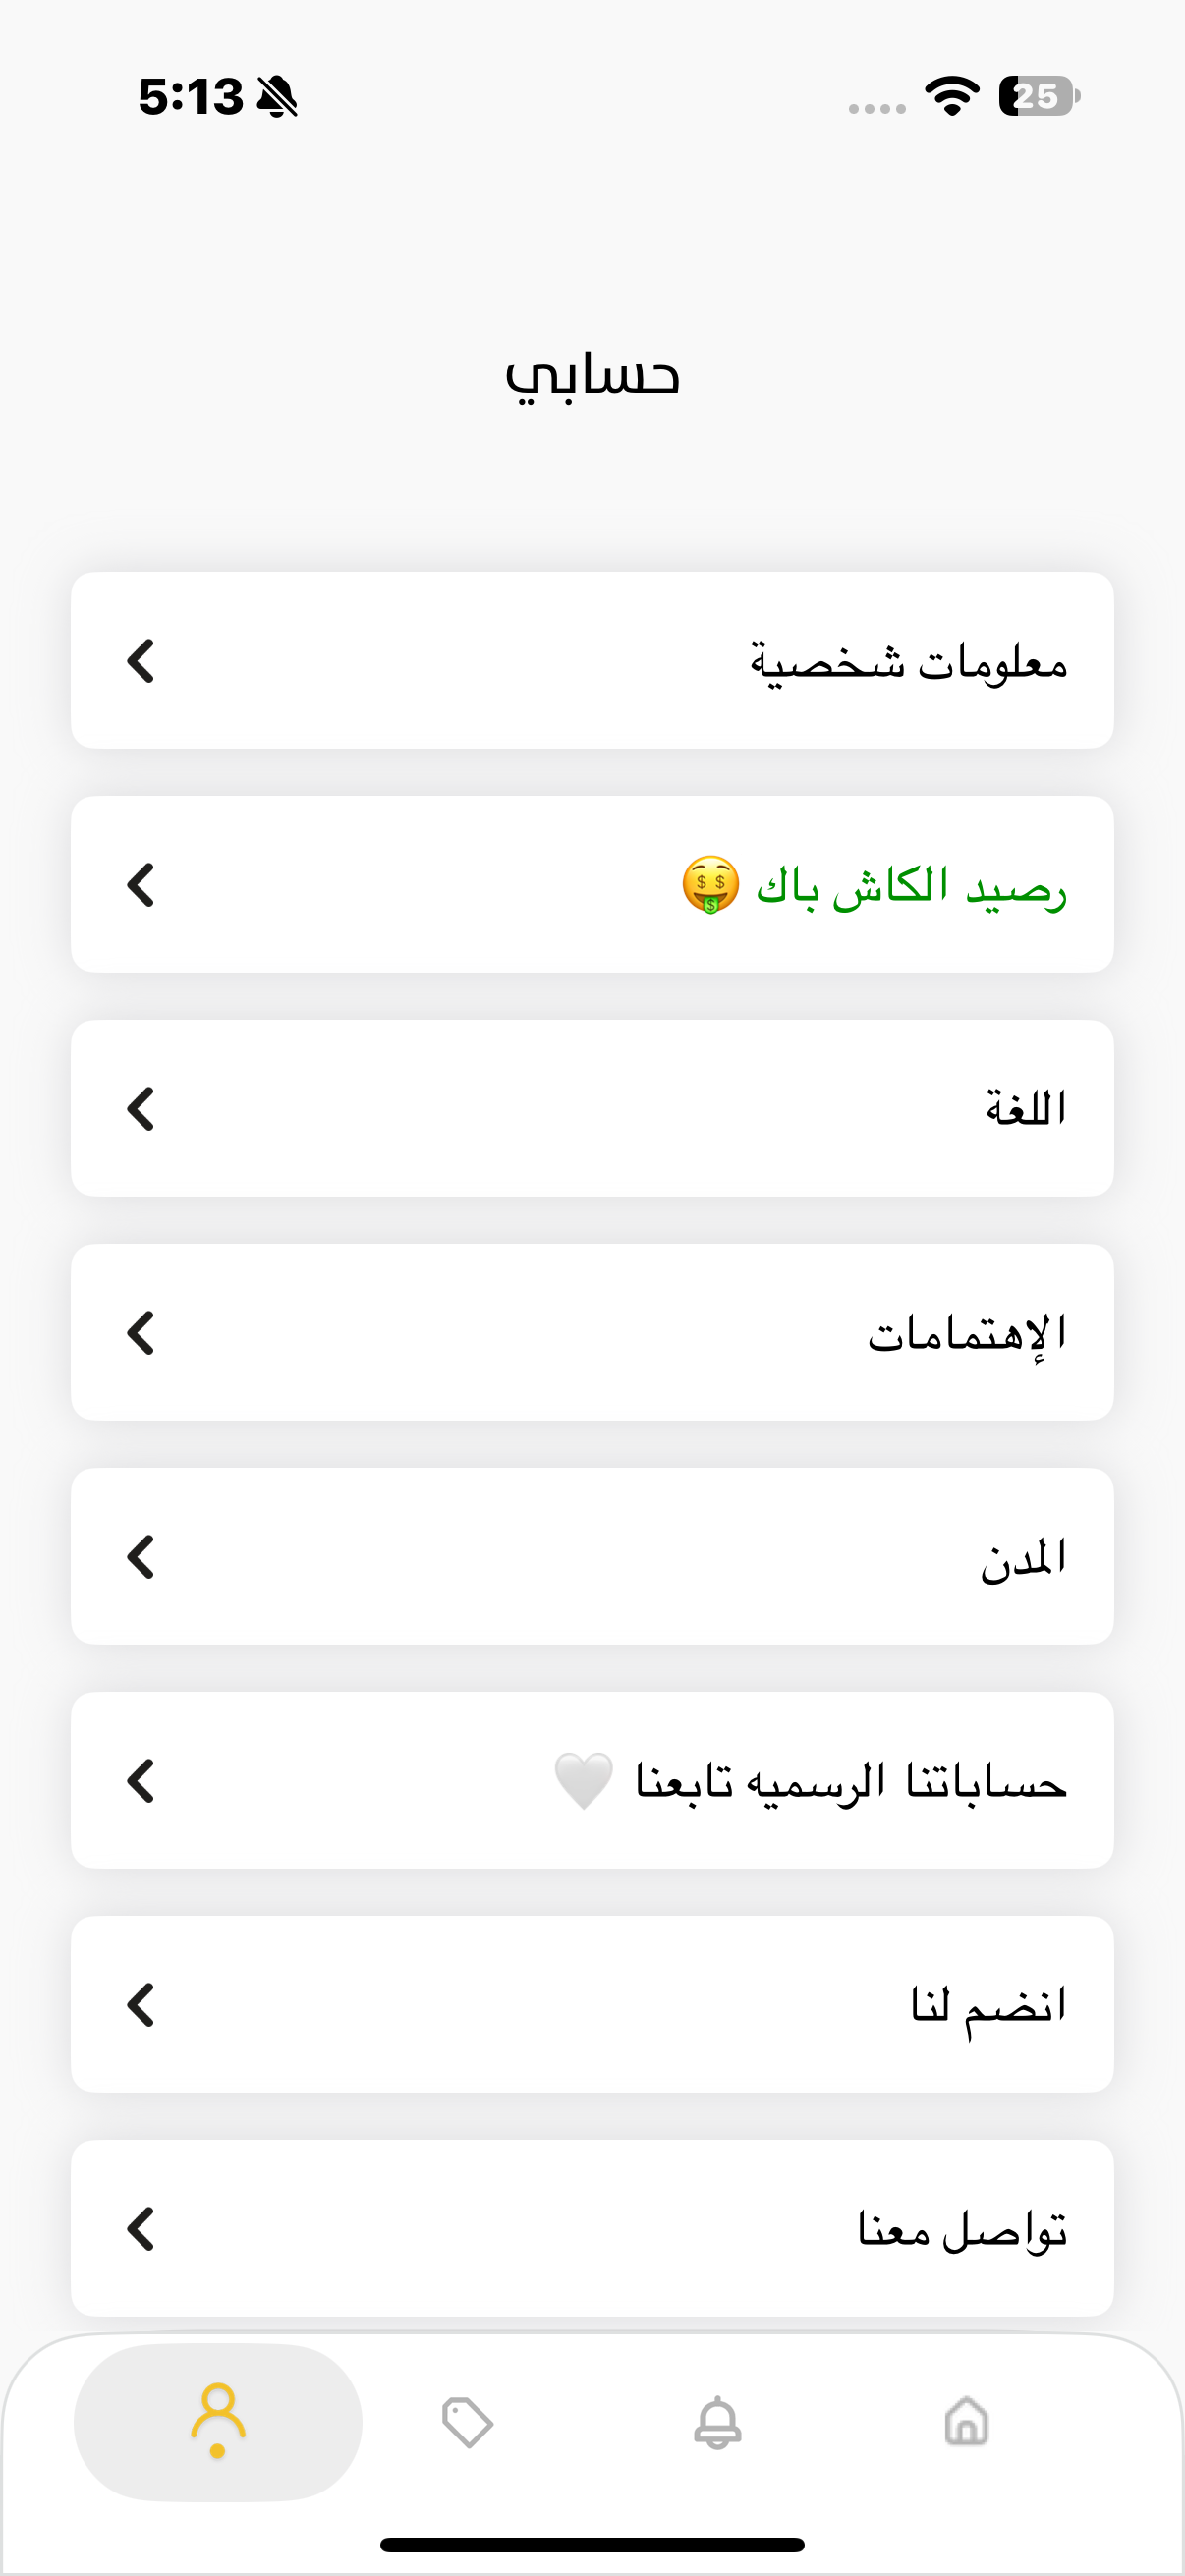 5:13
25
حسابي
معلومات شخصية
رصيد الكاش باك 🤑
اللغة
الإهتمامات
المدن
حساباتنا الرسميه تابعنا 🤍
انضم لنا
تواصل معنا